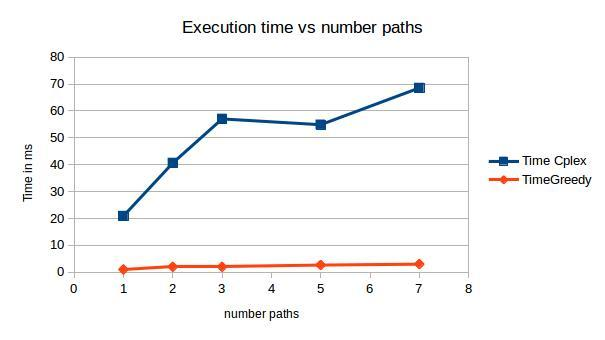 Execution time vs number paths
80
70
60
50
40
30
20
10
0
Time in ms
0 1 2 3 4 5 6 7 8
number paths
Time Cplex
TimeGreedy